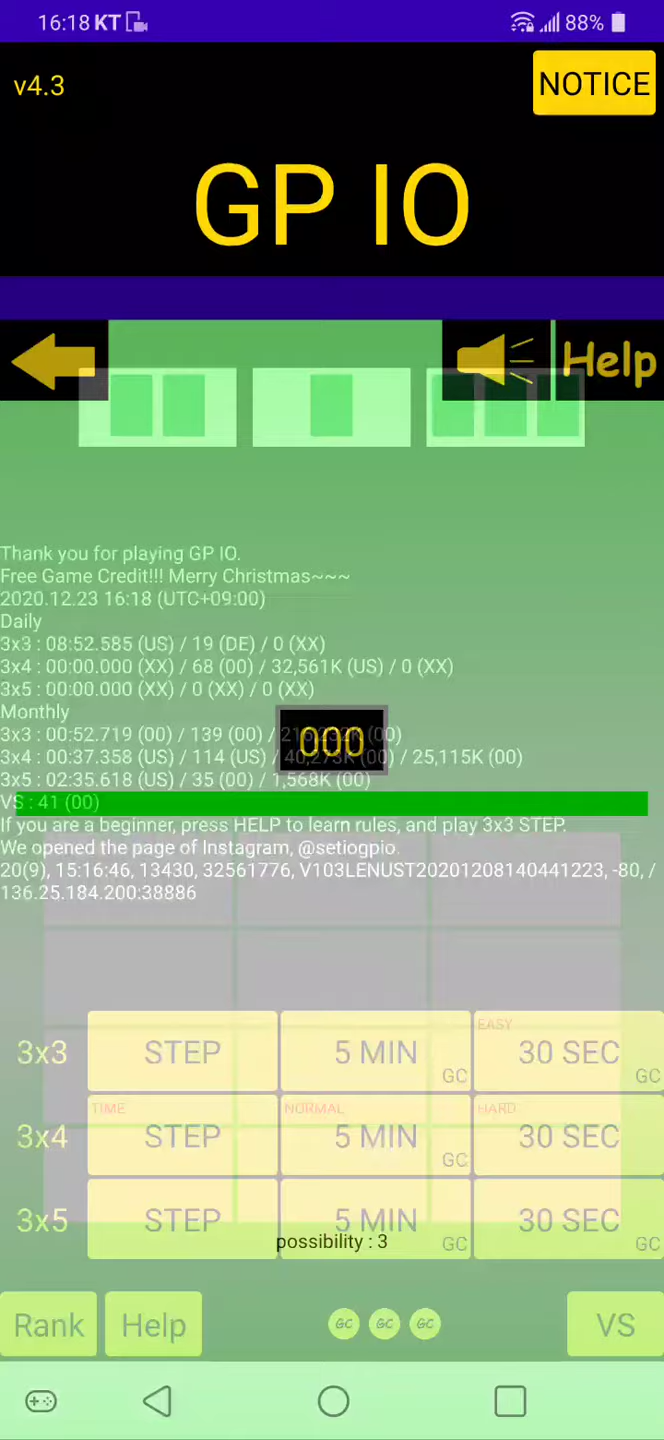 16:18 KT 88%
v4.3
NOTICE
GP IO
Help
Thank you for playing GP IO.
Free Game Credit!!! Merry Christmas~~~
2020.12.23 16:18 (UTC+09:00)
Daily
3x3 : 08:52.585 (US) / 19 (DE) / 0 (XX)
3x4 : 00:00.000 (XX) / 68 (00) / 32,561K (US) / 0 (XX)
3x5 : 00:00.000 (XX) / 0 (XX) / 0 (XX)
Monthly
3x3 : 00:52.719 (00) / 139 (00) / (00)
000
3x4 : 00:37.358 (US) / 114 (US) / 40,273K (00) / 25,115K (00)
3x5 : 02:35.618 (US) / 35 (00) / 1,568K (00)
VS : 41 (00)
If you are a beginner, press HELP to learn rules, and play 3x3 STEP.
We opened the page of Instagram, @setiogpio.
20(9), 15:16:46, 13430, 32561776, V103LENUST20201208140441223, -80, /
136.25.184.200:38886
EASY
3x3 STEP 5 MIN GC 30 SEC GC
TIME NORMAL HARD
3x4 STEP 5 MIN GC 30 SEC
3x5 STEP 5 MIN GC 30 SEC GC
possibility : 3
Rank Help GC GC GC VS